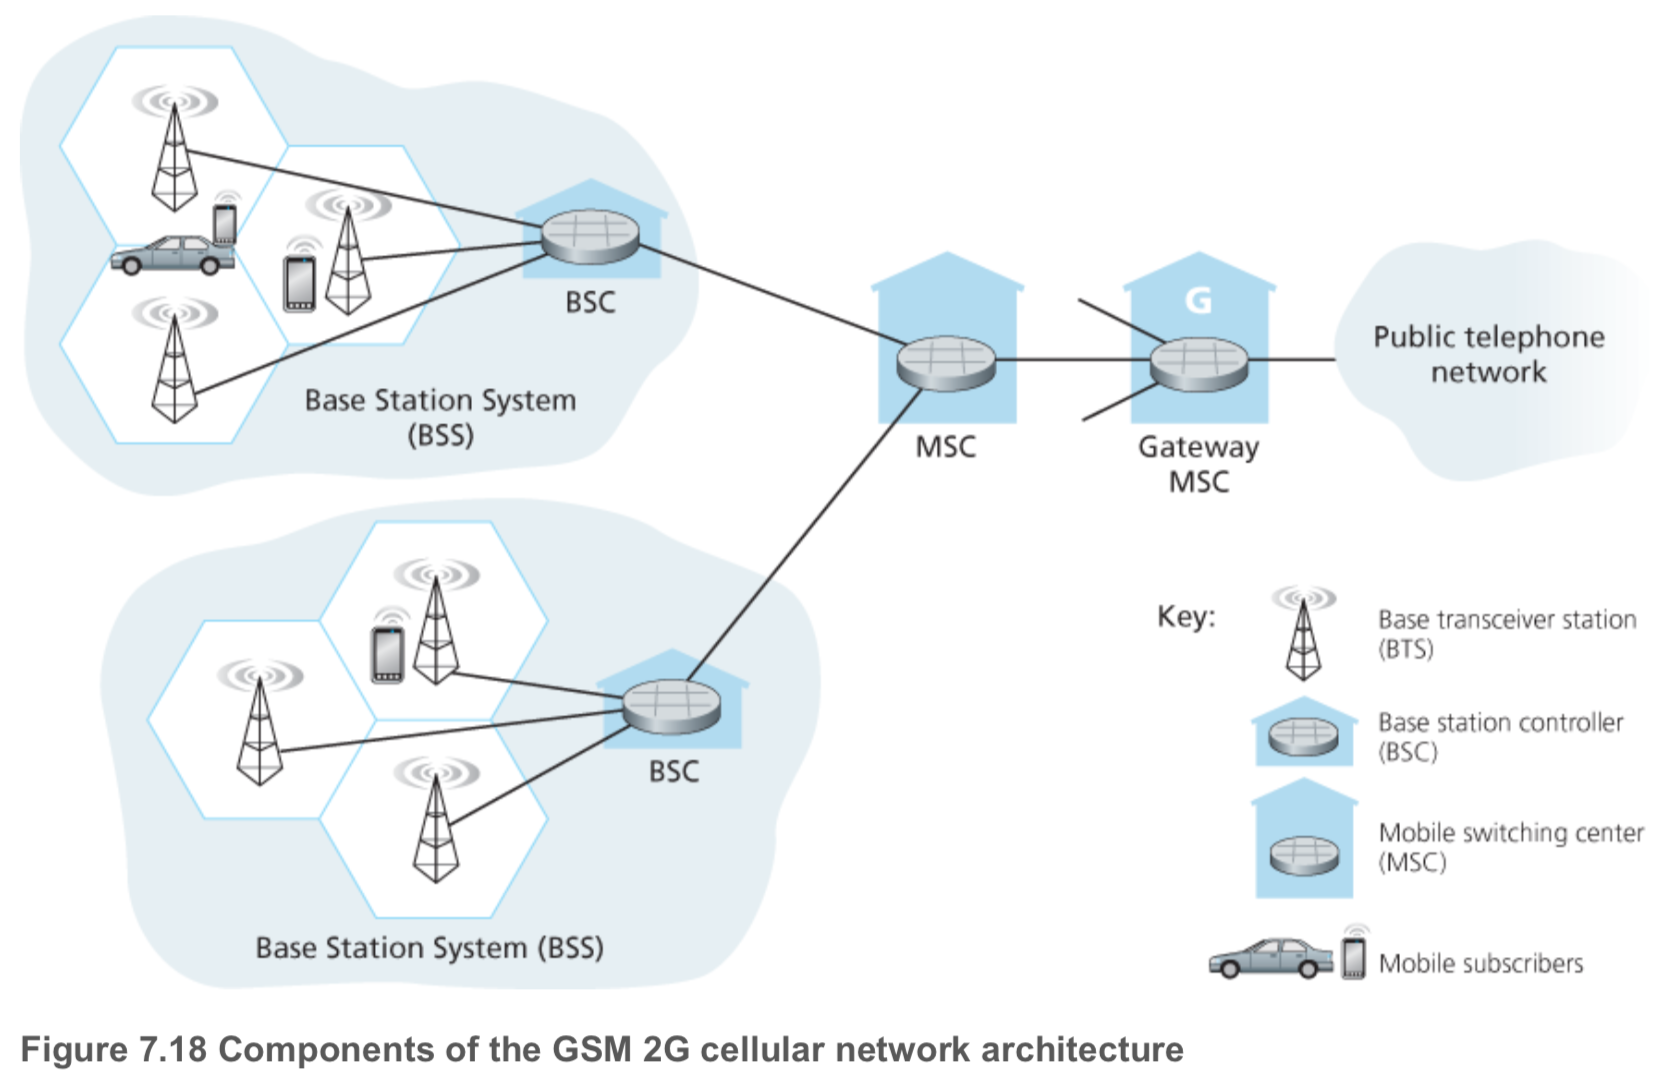 BSC
Base Station System
(BSS)
MSC
G
Gateway
MSC
Public telephone
network
BSC
Base Station System (BSS)
Key:
Base transceiver station
(BTS)
Base station controller
(BSC)
Mobile switching center
(MSC)
Mobile subscribers
Figure 7.18 Components of the GSM 2G cellular network architecture